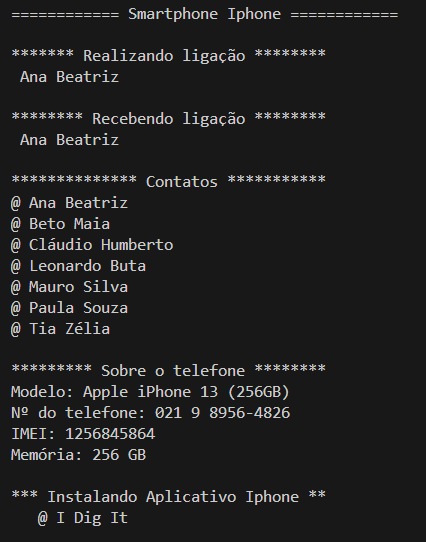 ============ Smartphone Iphone ============
******* Realizando ligação ********
Ana Beatriz
******** Recebendo ligação ********
Ana Beatriz
************** Contatos ***********
@ Ana Beatriz
@ Beto Maia
@ Cláudio Humberto
@ Leonardo Buta
@ Mauro Silva
@ Paula Souza
@ Tia Zélia
********* Sobre o telefone ********
Modelo: Apple iPhone 13 (256GB)
Nº do telefone: 021 9 8956-4826
IMEI: 1256845864
Memória: 256 GB
*** Instalando Aplicativo Iphone **
@ I Dig It